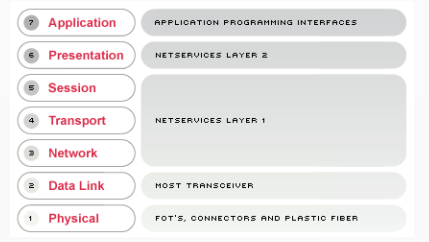 7 Application APPLICATION PROGRAMMING INTERFACES
6 Presentation NETSERVICES LAYER 2
5 Session
4 Transport NETSERVICES LAYER 1
3 Network
2 Data Link MOST TRANSCEIVER
1 Physical FOT'S, CONNECTORS AND PLASTIC FIBER